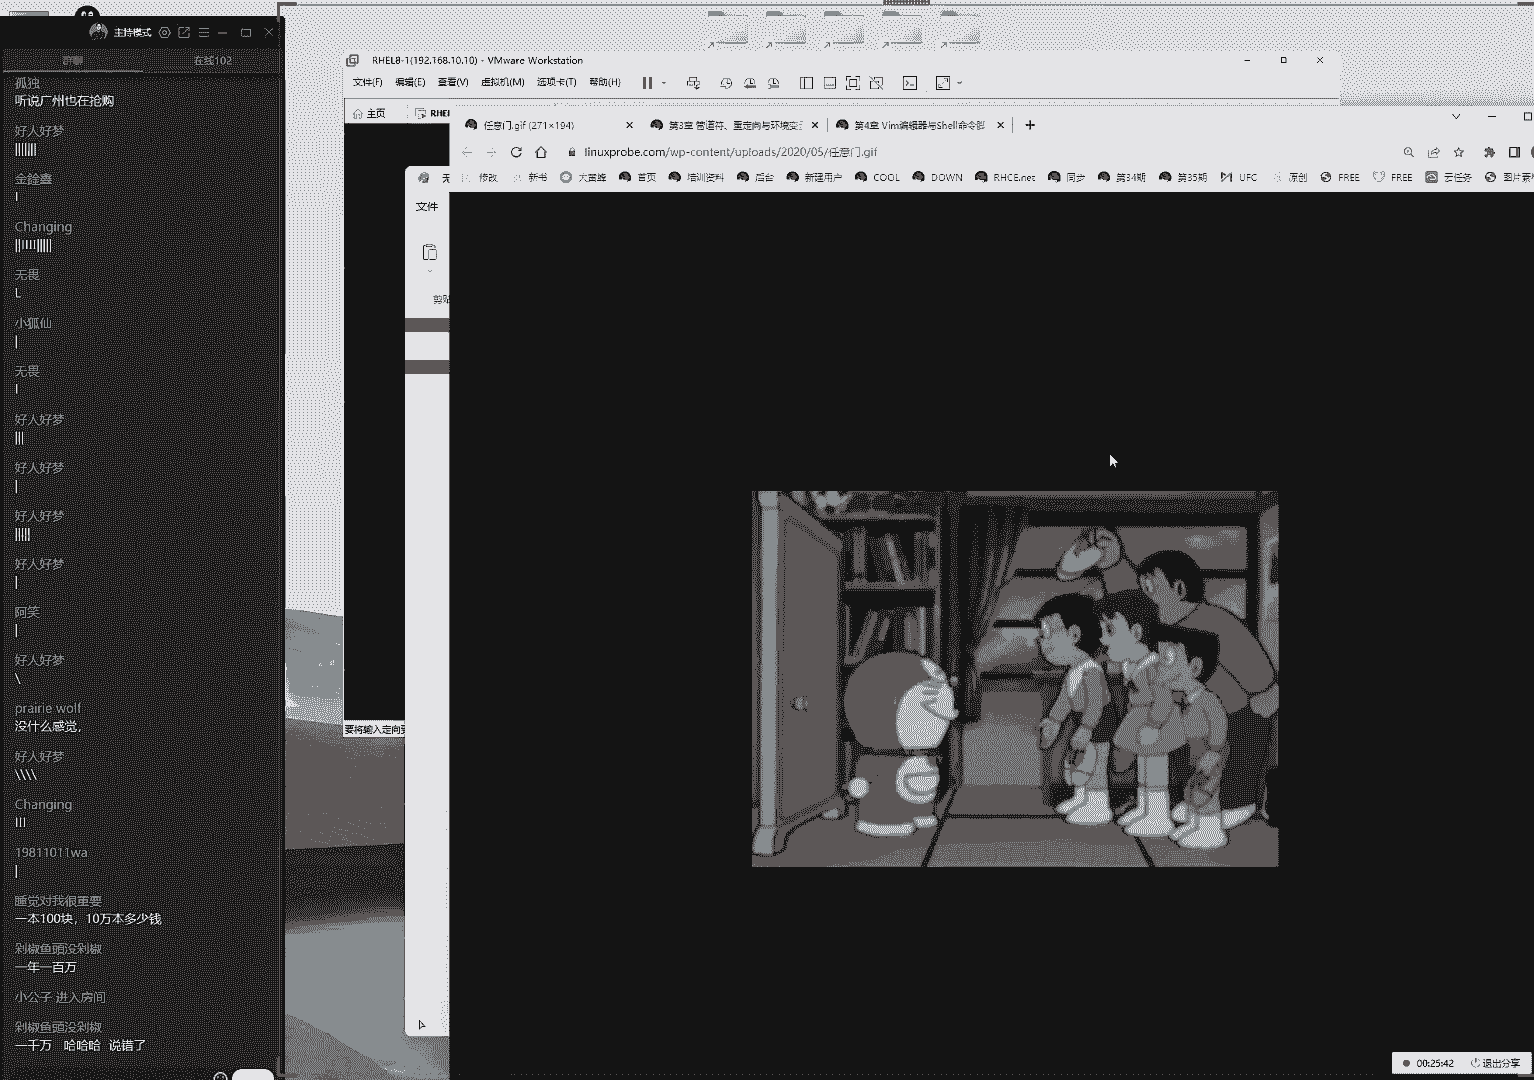 主持模式
群聊
在线102
孤独
听说广州也在抢购
好人好梦
|||||||
金鎗蟲
I
Changing
||ıııı|||||
无畏
L
小狐仙
|
无畏
I
好人好梦
|||
好人好梦
|
好人好梦
|||||
好人好梦
|
阿笑
|
好人好梦
\
prairie wolf
没什么感觉,
好人好梦
\\\\
Changing
ııı
19811011wa
|
睡觉对我很重要
一本100块，10万本多少钱
剁椒鱼頭没剁椒
一年一百万
小公子 进入房间
剁椒鱼頭没剁椒
一千万 哈哈哈 说错了
RHEL8-1(192.168.10.10) - VMware Workstation
文件(F) 编辑(E) 查看(V) 虚拟机(M) 选项卡(T) 帮助(H)
主页
RHEL
要将输入定向到
文件
剪贴
任意门.gif (271×194)
第3章 管道符、重定向与环境变
第4章 Vim编辑器与Shell命令脚
linuxprobe.com/wp-content/uploads/2020/05/任意门.gif
修改 新书 大黄蜂 首页 培训资料 后台 新建用户 COOL DOWN RHCE.net 同步 第34期 第35期 UFC 原创 FREE FREE 云任务 图片素
00:25:42 退出分享